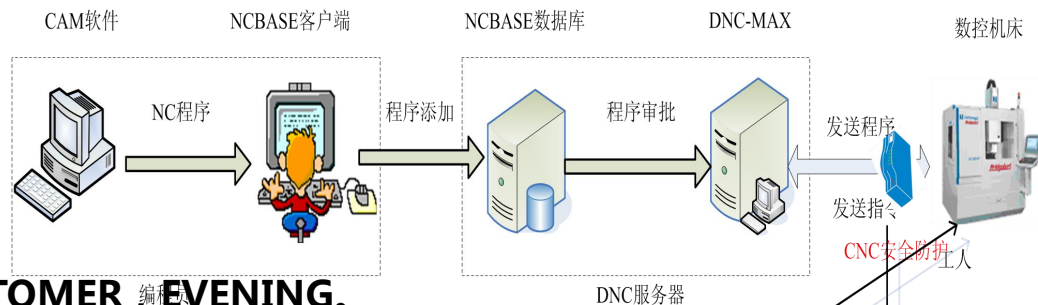 CAM软件
NCBASE客户端
NCBASE数据库
DNC-MAX
数控机床
NC程序
程序添加
程序审批
发送程序
发送指令
CNC安全防护
工人
TOMER EVENING。
编程员
DNC服务器